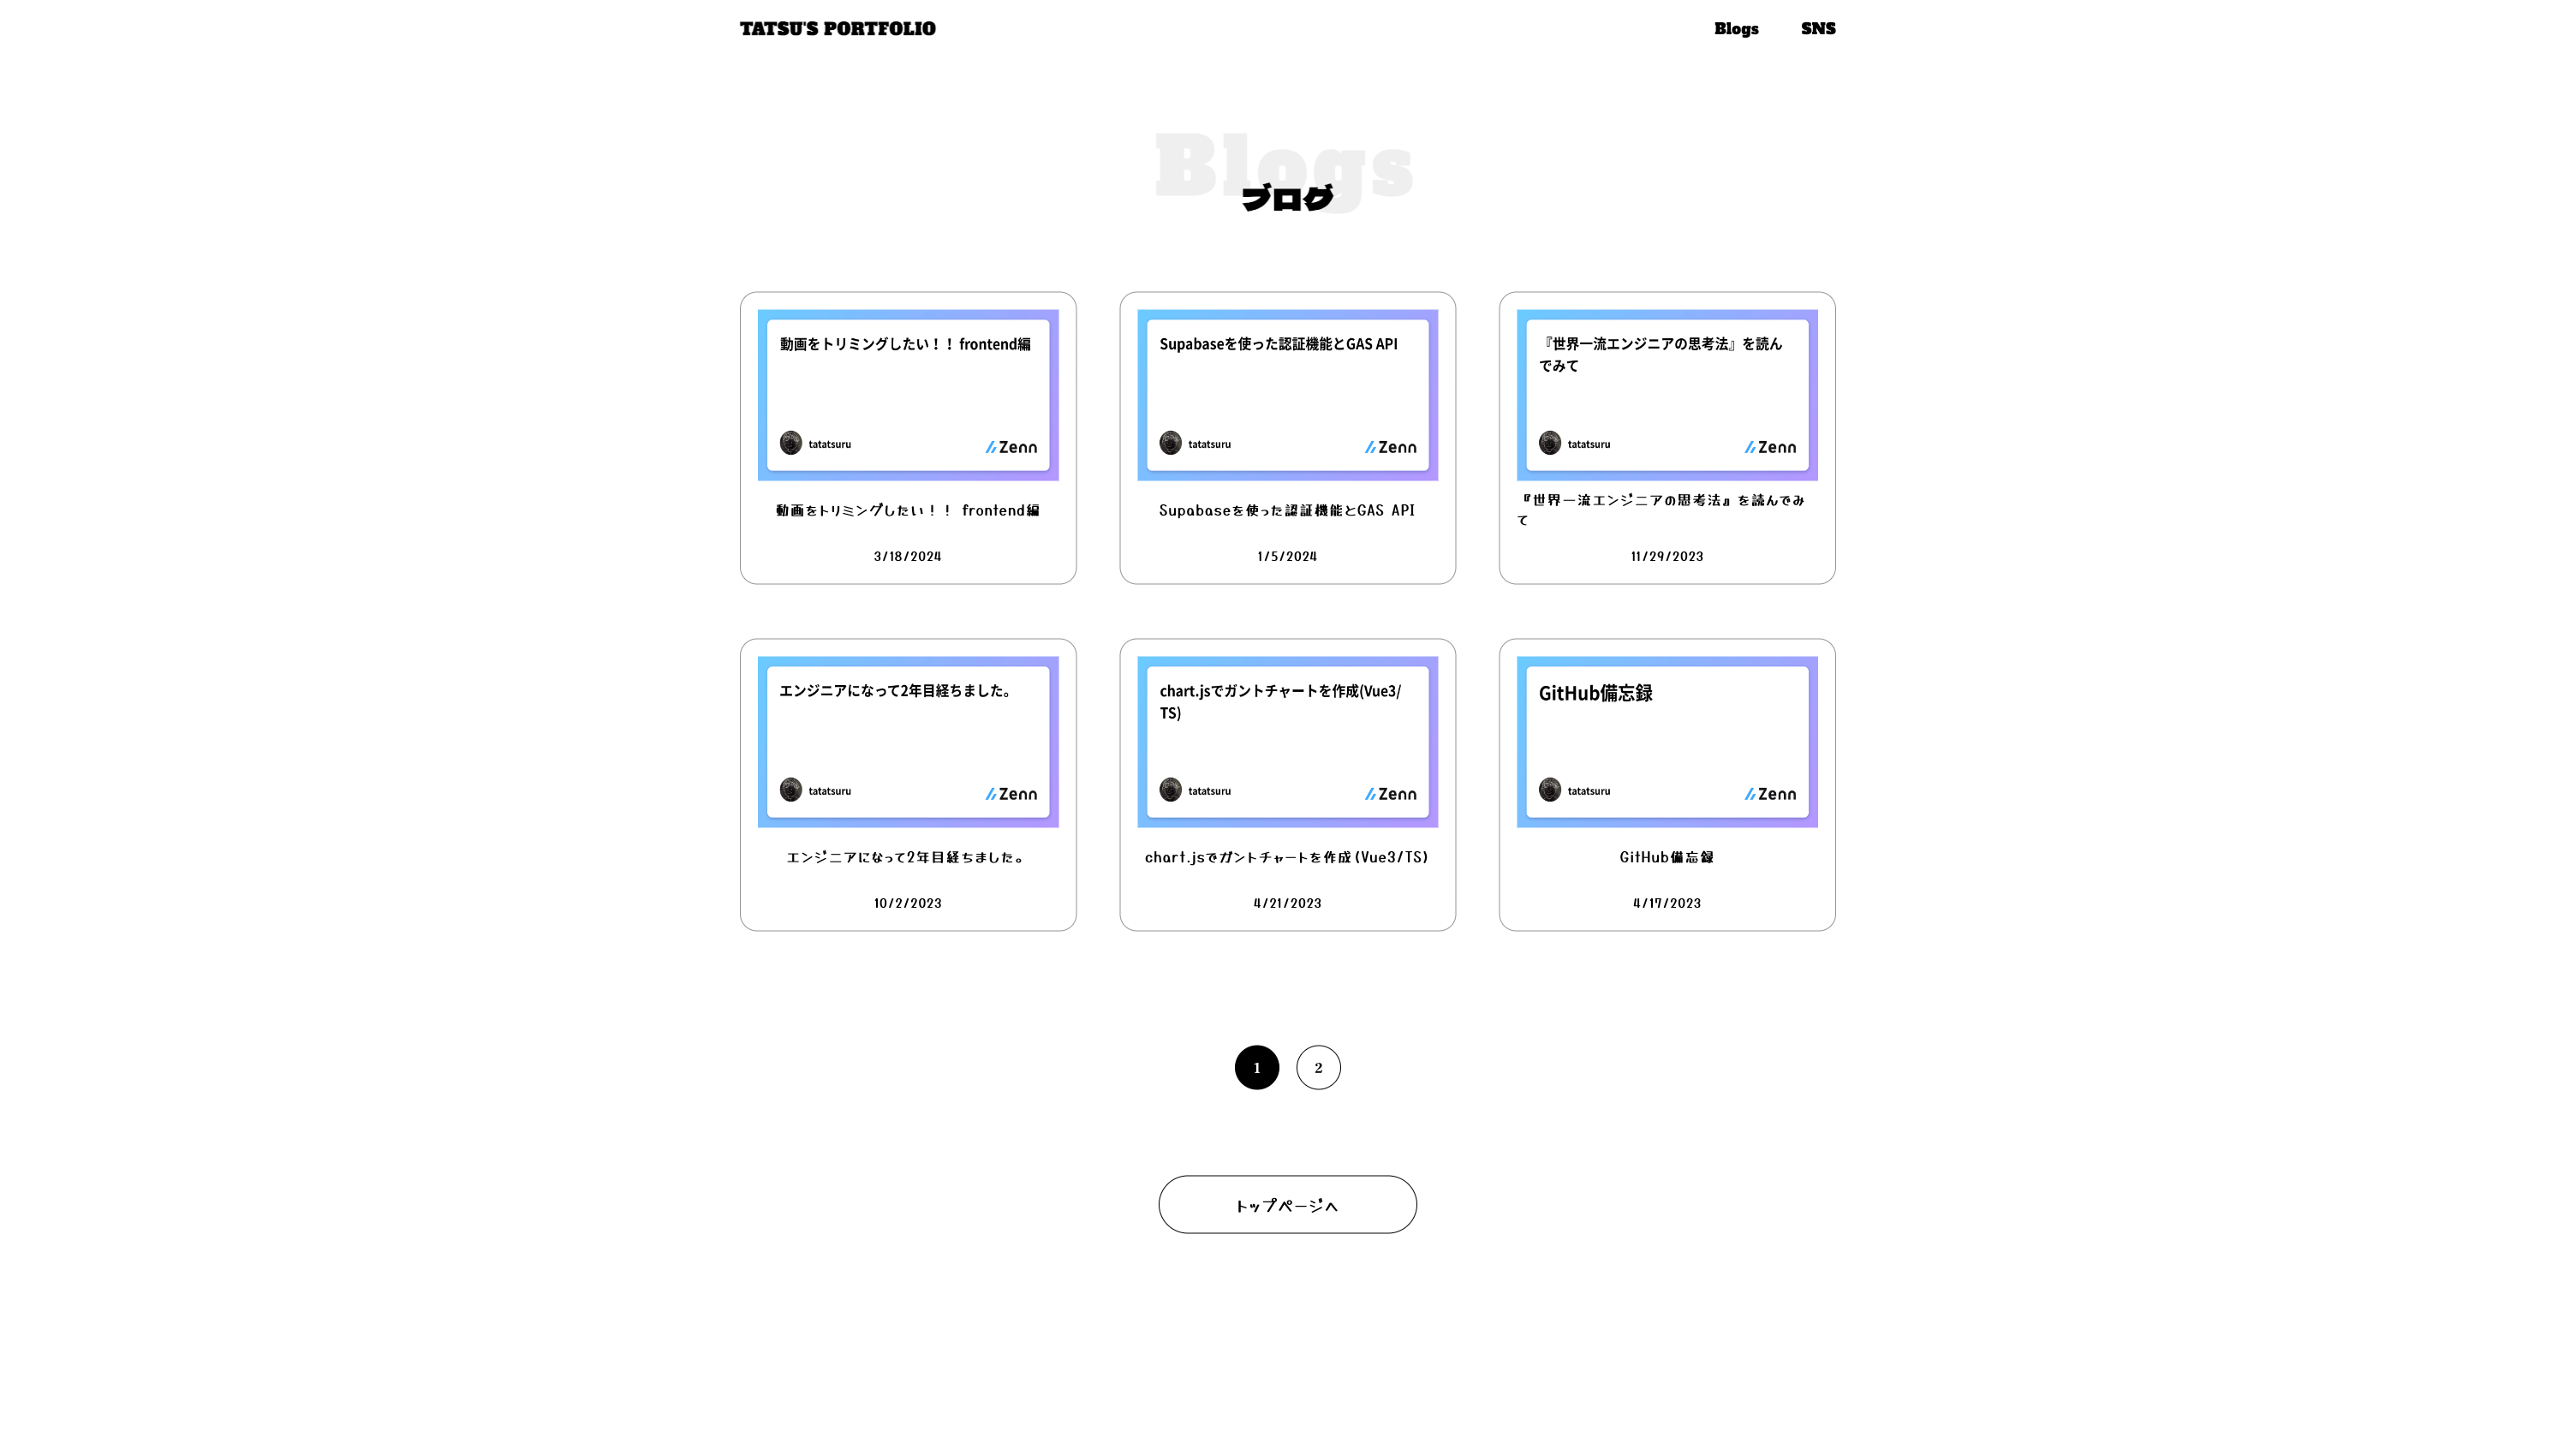 TATSU'S PORTFOLIO
Blogs
SNS
Blogs
ブログ
動画をトリミングしたい！！ frontend編
tatatsuru
Zenn
動画をトリミングしたい！！ frontend編
3/18/2024
Supabaseを使った認証機能とGAS API
tatatsuru
Zenn
Supabaseを使った認証機能とGAS API
1/5/2024
『世界一流エンジニアの思考法』を読ん
でみて
tatatsuru
Zenn
『世界一流エンジニアの思考法』を読んでみ
て
11/29/2023
エンジニアになって2年目経ちました。
tatatsuru
Zenn
エンジニアになって2年目経ちました。
10/2/2023
chart.jsでガントチャートを作成(Vue3/
TS)
tatatsuru
Zenn
chart.jsでガントチャートを作成(Vue3/TS)
4/21/2023
GitHub備忘録
tatatsuru
Zenn
GitHub備忘録
4/17/2023
1
2
トップページへ